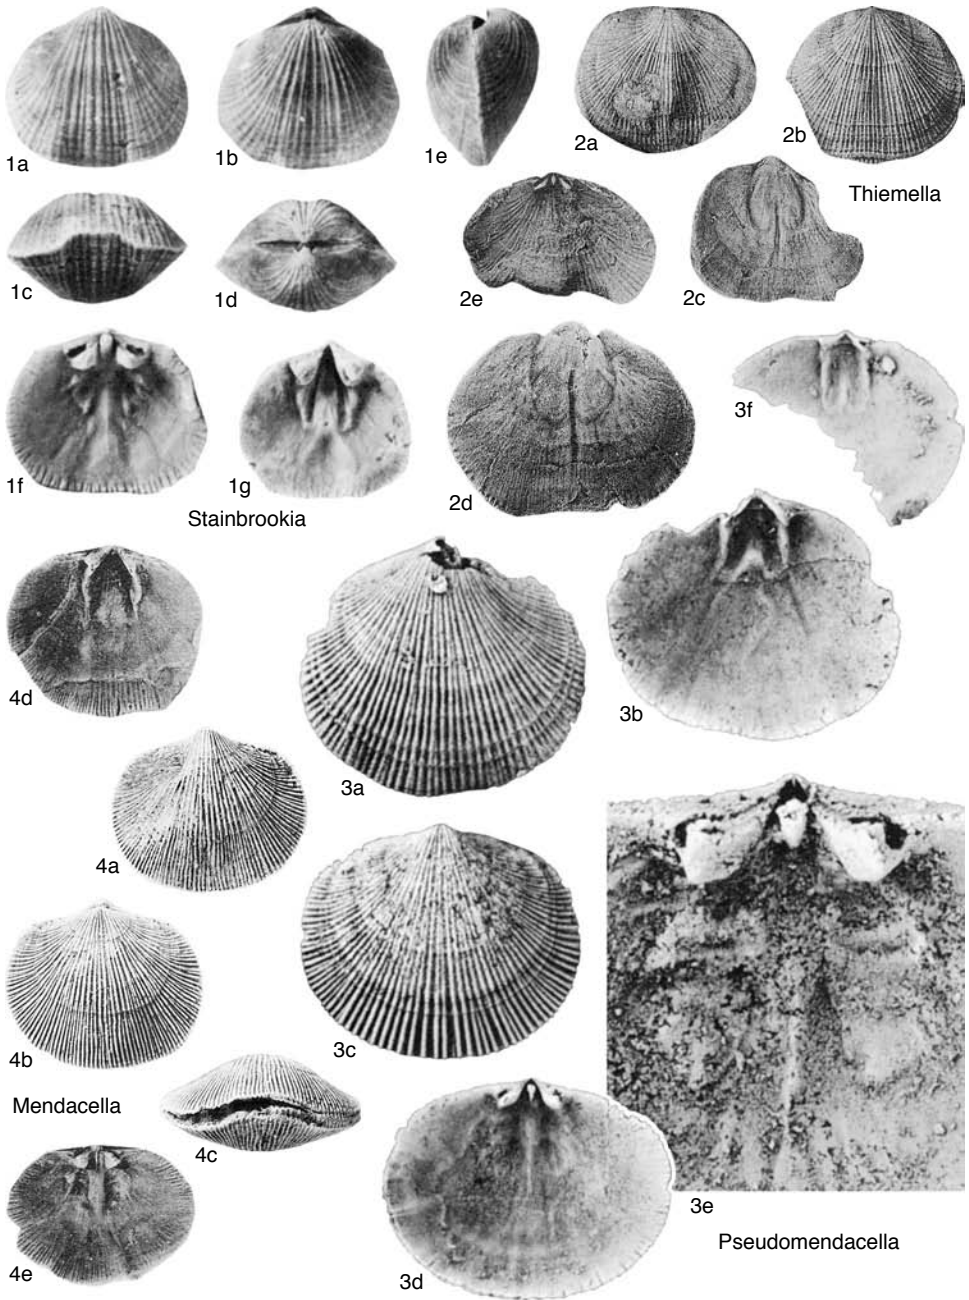 1a
1b
1e
2a
2b
Thiemella
1c
1d
2e
2c
1f
1g
Stainbrookia
2d
3f
4d
3a
3b
4a
4b
3c
Mendacella
4c
3e
4e
3d
Pseudomendacella